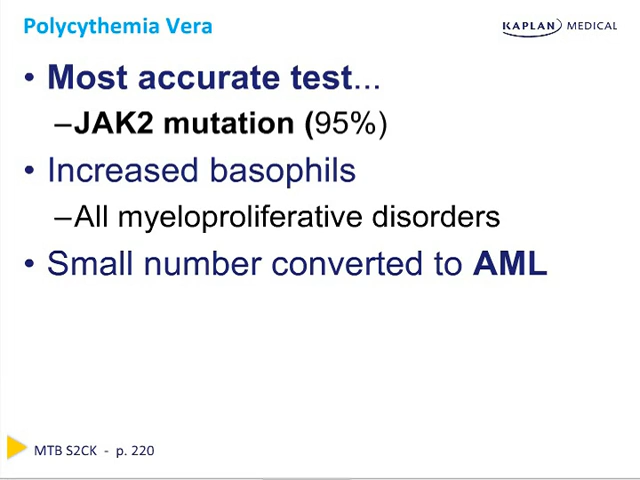 Polycythemia Vera
KAPLAN MEDICAL
• Most accurate test...
–JAK2 mutation (95%)
• Increased basophils
–All myeloproliferative disorders
• Small number converted to AML
MTB S2CK - p. 220